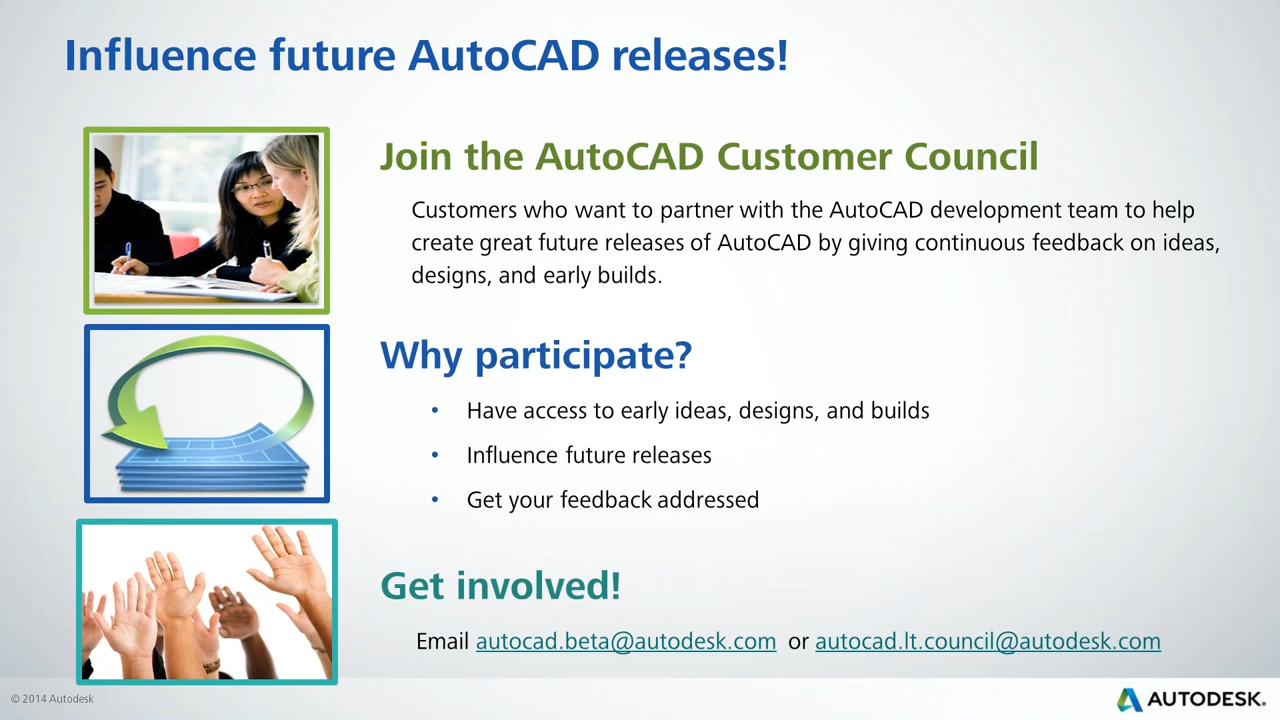 Influence future AutoCAD releases!
Join the AutoCAD Customer Council
Customers who want to partner with the AutoCAD development team to help
create great future releases of AutoCAD by giving continuous feedback on ideas,
designs, and early builds.
Why participate?
• Have access to early ideas, designs, and builds
• Influence future releases
• Get your feedback addressed
Get involved!
Email autocad.beta@autodesk.com or autocad.lt.council@autodesk.com
© 2014 Autodesk
AUTODESK.